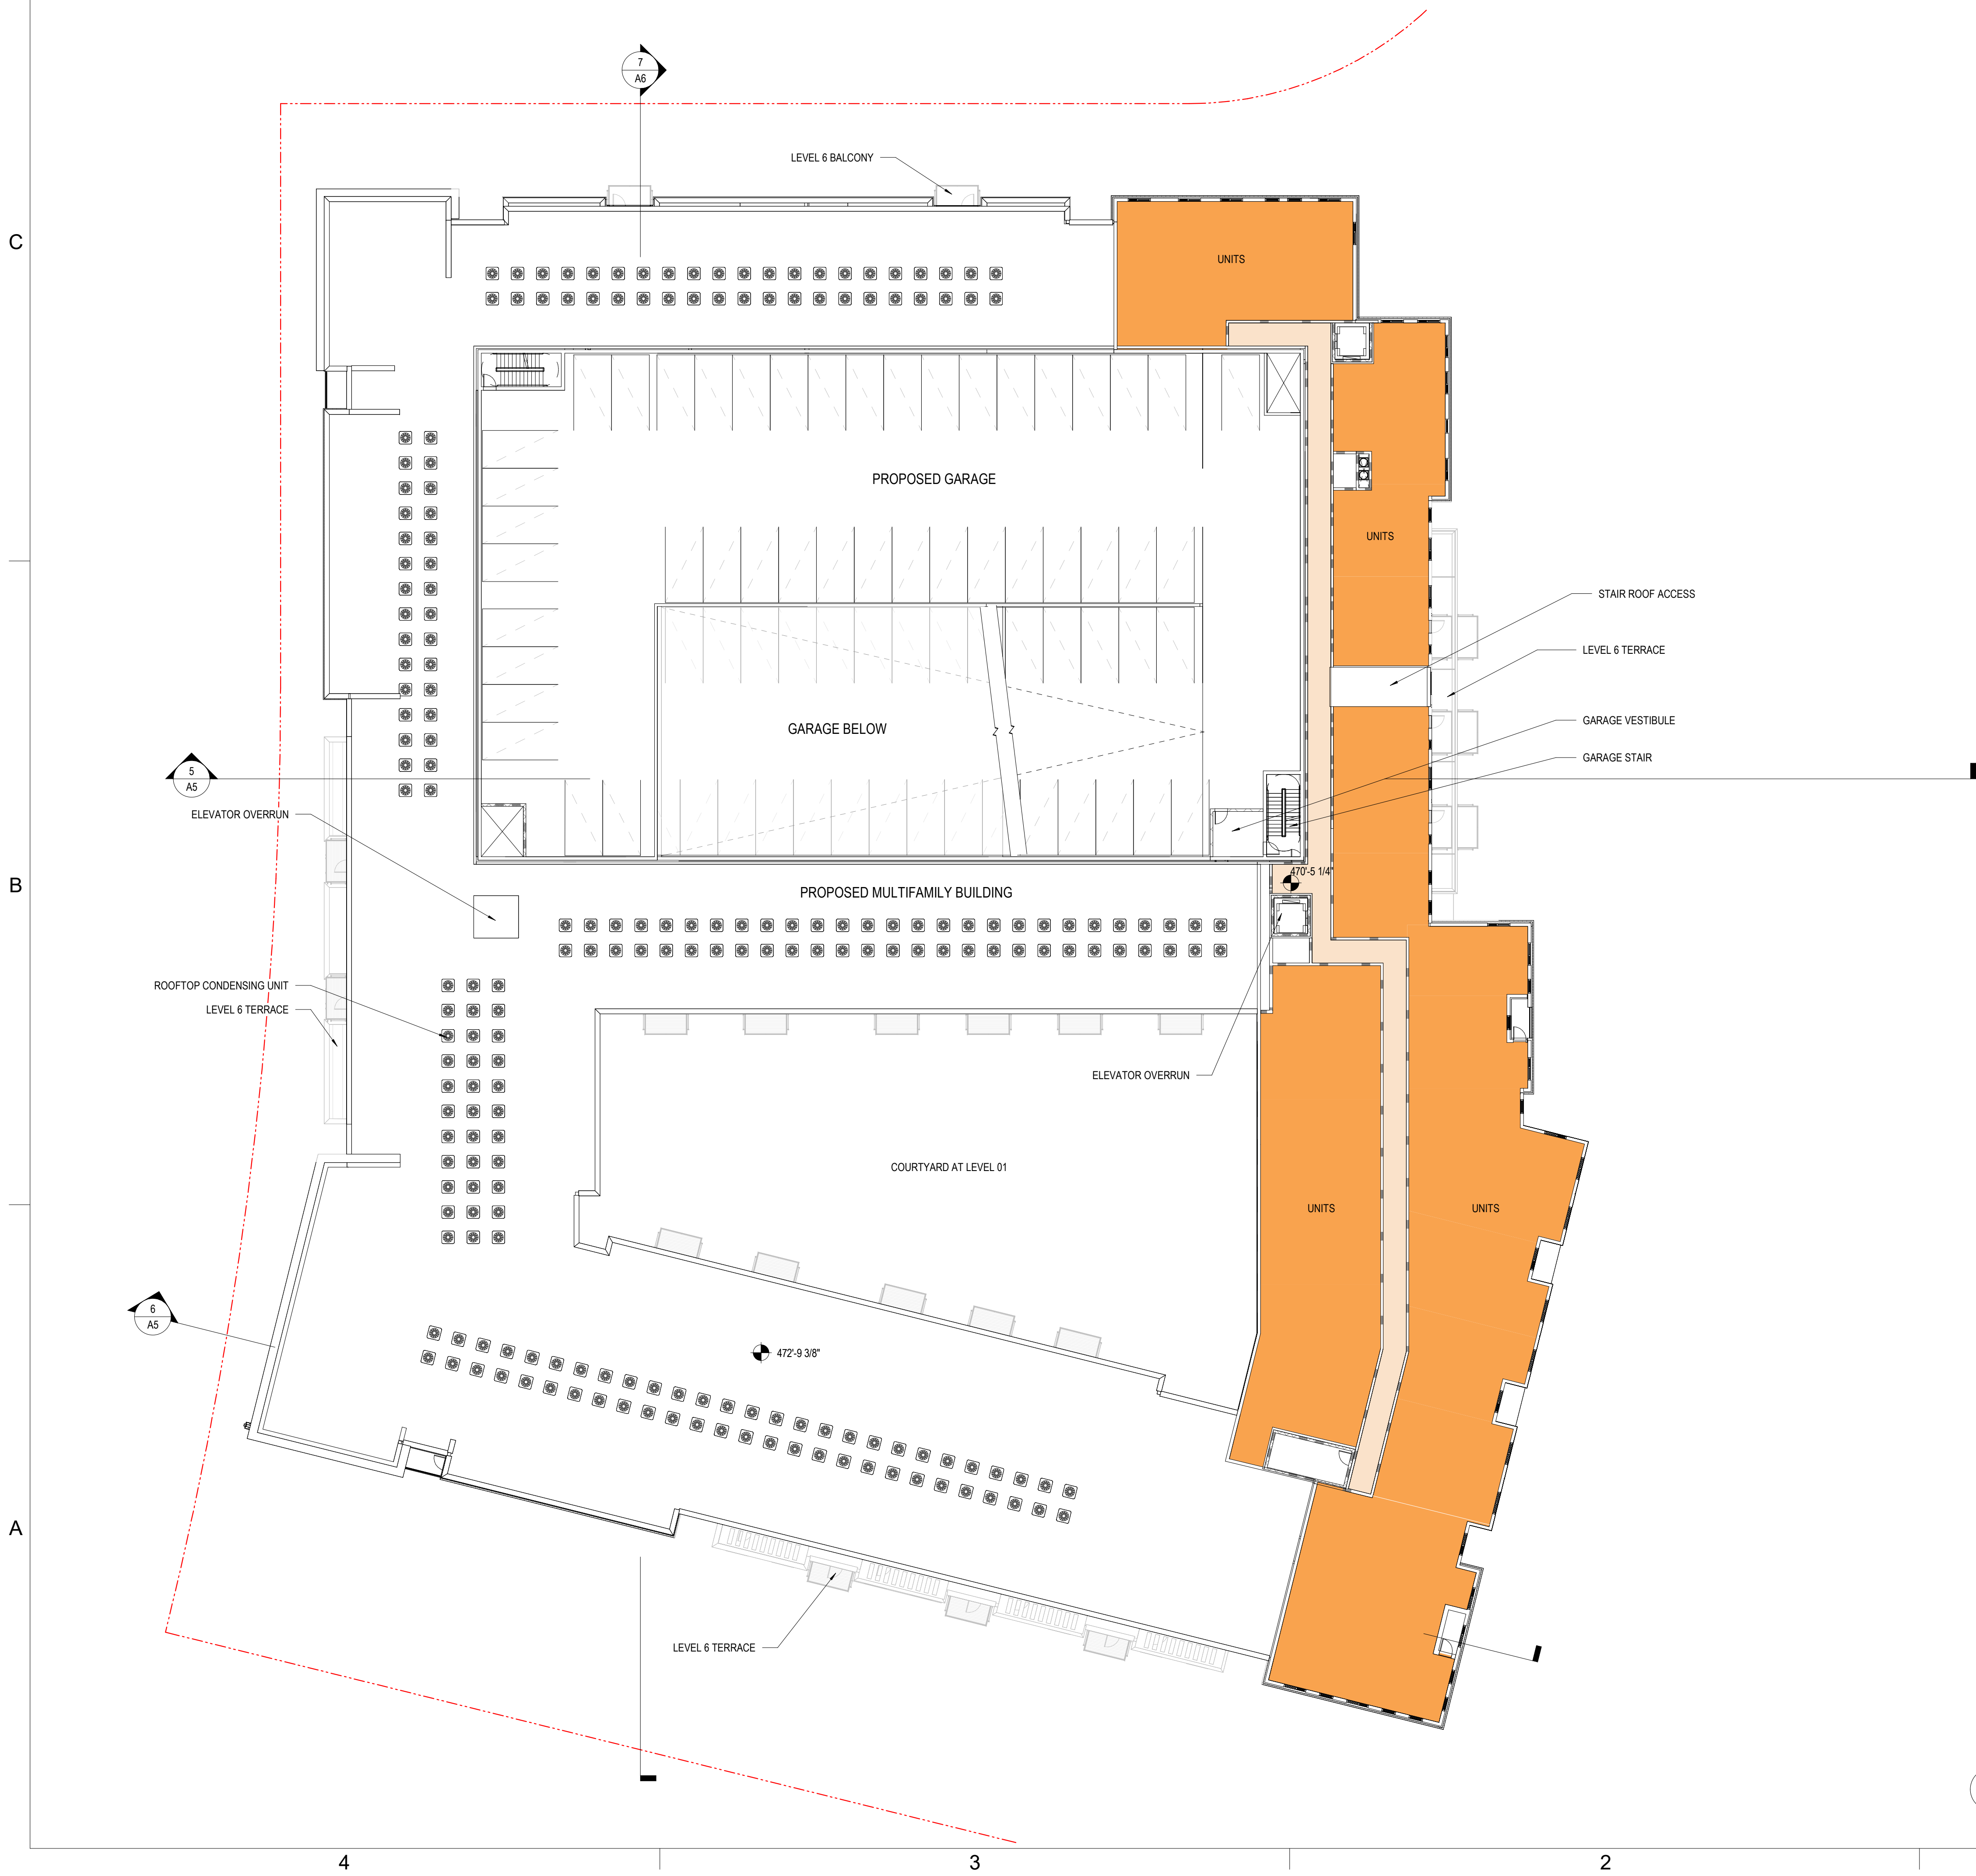 7
A6
LEVEL 6 BALCONY
C
UNITS
PROPOSED GARAGE
UNITS
STAIR ROOF ACCESS
LEVEL 6 TERRACE
GARAGE VESTIBULE
GARAGE BELOW
GARAGE STAIR
5
A5
ELEVATOR OVERRUN
470'-5 1/4"
B
PROPOSED MULTIFAMILY BUILDING
ROOFTOP CONDENSING UNIT
LEVEL 6 TERRACE
ELEVATOR OVERRUN
COURTYARD AT LEVEL 01
UNITS
UNITS
6
A5
472'-9 3/8"
A
LEVEL 6 TERRACE
4
3
2